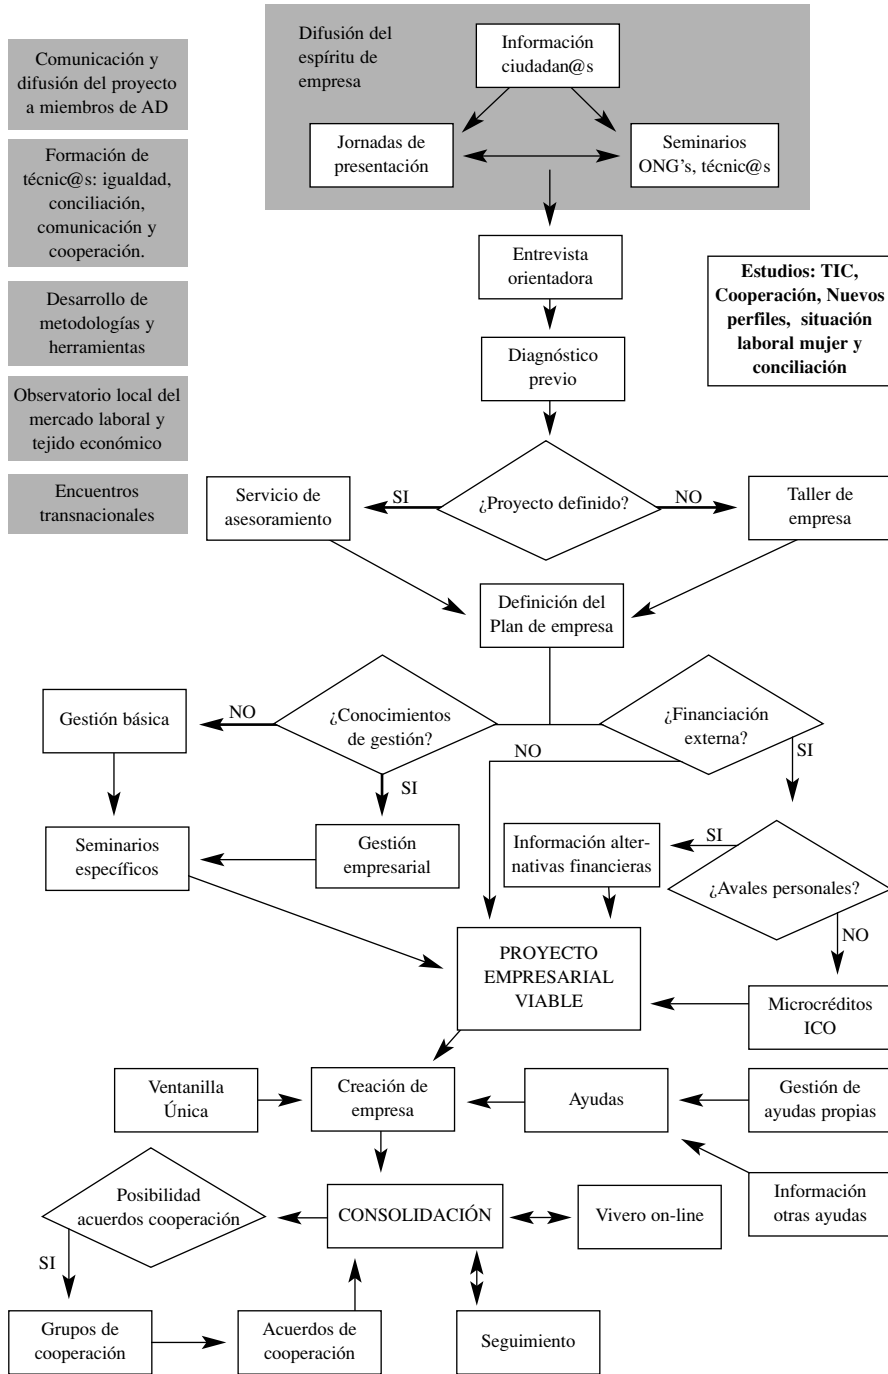 Comunicación y
difusión del proyecto
a miembros de AD
Formación de
técnic@s: igualdad,
conciliación,
comunicación y
cooperación.
Desarrollo de
metodologías y
herramientas
Observatorio local del
mercado laboral y
tejido económico
Encuentros
transnacionales
Difusión del
espíritu de
empresa
Información
ciudadan@s
Jornadas de
presentación
Seminarios
ONG's, técnic@s
Entrevista
orientadora
Estudios: TIC,
Cooperación, Nuevos
perfiles, situación
laboral mujer y
conciliación
Diagnóstico
previo
¿Proyecto definido?
SI
NO
Servicio de
asesoramiento
Taller de
empresa
Definición del
Plan de empresa
¿Conocimientos
de gestión?
NO
SI
Gestión básica
¿Financiación
externa?
NO
SI
Seminarios
específicos
Gestión
empresarial
Información alter-
nativas financieras
SI
¿Avales personales?
NO
PROYECTO
EMPRESARIAL
VIABLE
Microcréditos
ICO
Ventanilla
Única
Creación de
empresa
Ayudas
Gestión de
ayudas propias
Información
otras ayudas
Posibilidad
acuerdos cooperación
SI
CONSOLIDACIÓN
Vivero on-line
Grupos de
cooperación
Acuerdos de
cooperación
Seguimiento